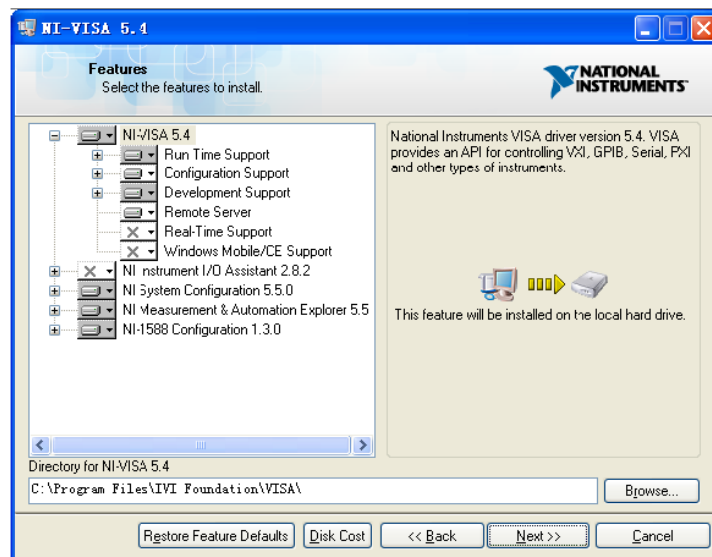 NI-VISA 5.4
Features
Select the features to install.
NATIONAL
INSTRUMENTS
NI-VISA 5.4
Run Time Support
Configuration Support
Development Support
Remote Server
Real-Time Support
Windows Mobile/CE Support
NI Instrument I/O Assistant 2.8.2
NI System Configuration 5.5.0
NI Measurement & Automation Explorer 5.5
NI-1588 Configuration 1.3.0
National Instruments VISA driver version 5.4. VISA
provides an API for controlling VXI, GPIB, Serial, PXI
and other types of instruments.
This feature will be installed on the local hard drive.
Directory for NI-VISA 5.4
C:\Program Files\IVI Foundation\VISA\
Browse...
Restore Feature Defaults
Disk Cost
<< Back
Next >>
Cancel